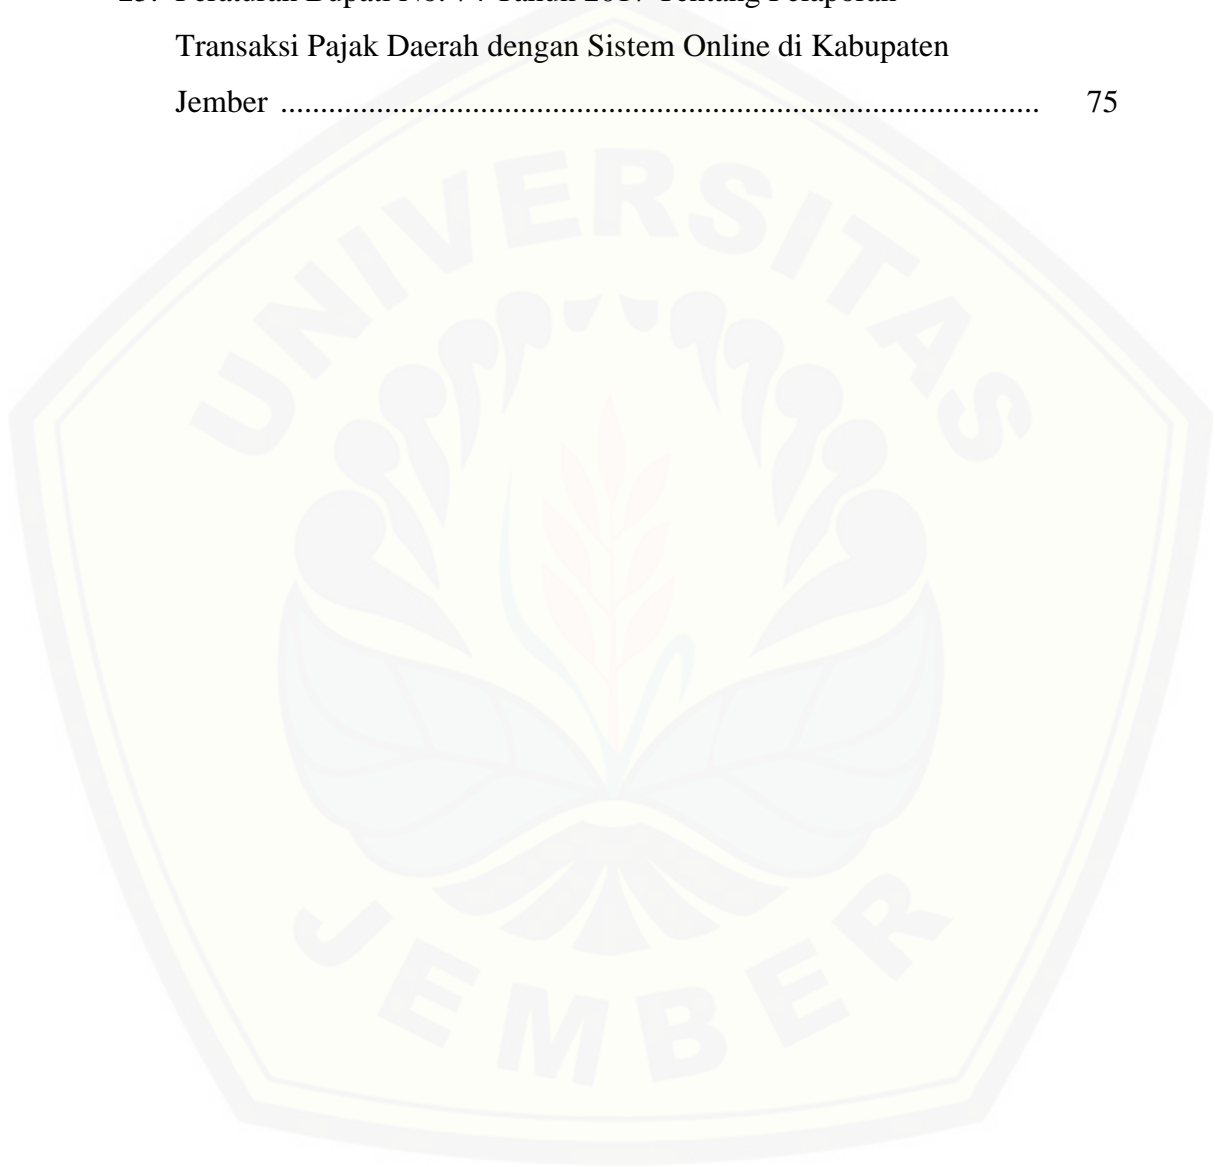 Peraturan Bupati No. 74 Tahun 2017 Tentang Pelaporan
Transaksi Pajak Daerah dengan Sistem Online di Kabupaten
Jember ................................................................................................ 75
UNIVERSITAS
JEMBER